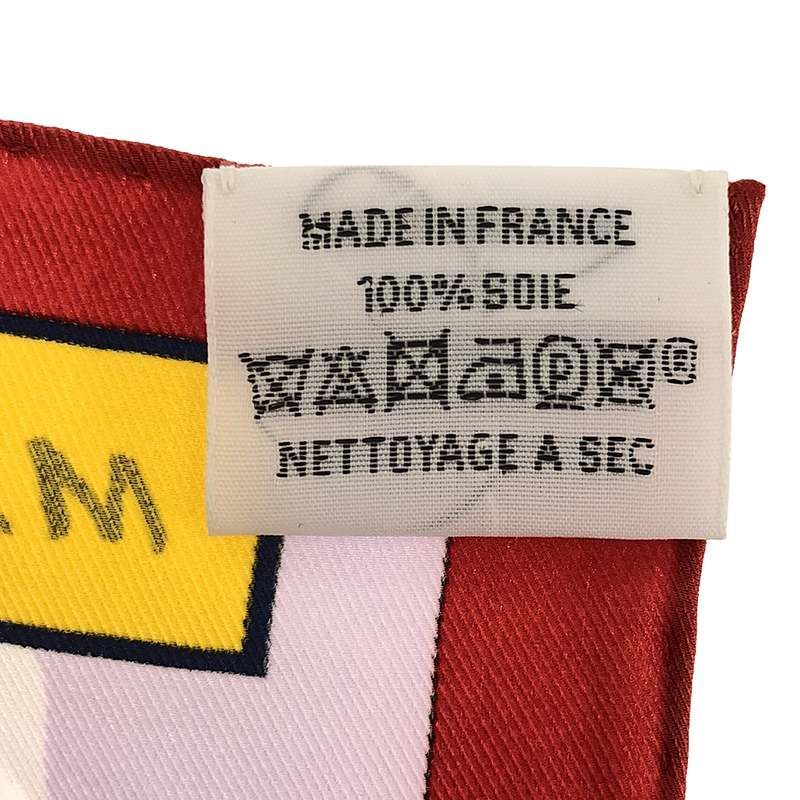 MADE IN FRANCE
100% SOIE
P ®
NETTOYAGE A SEC
M